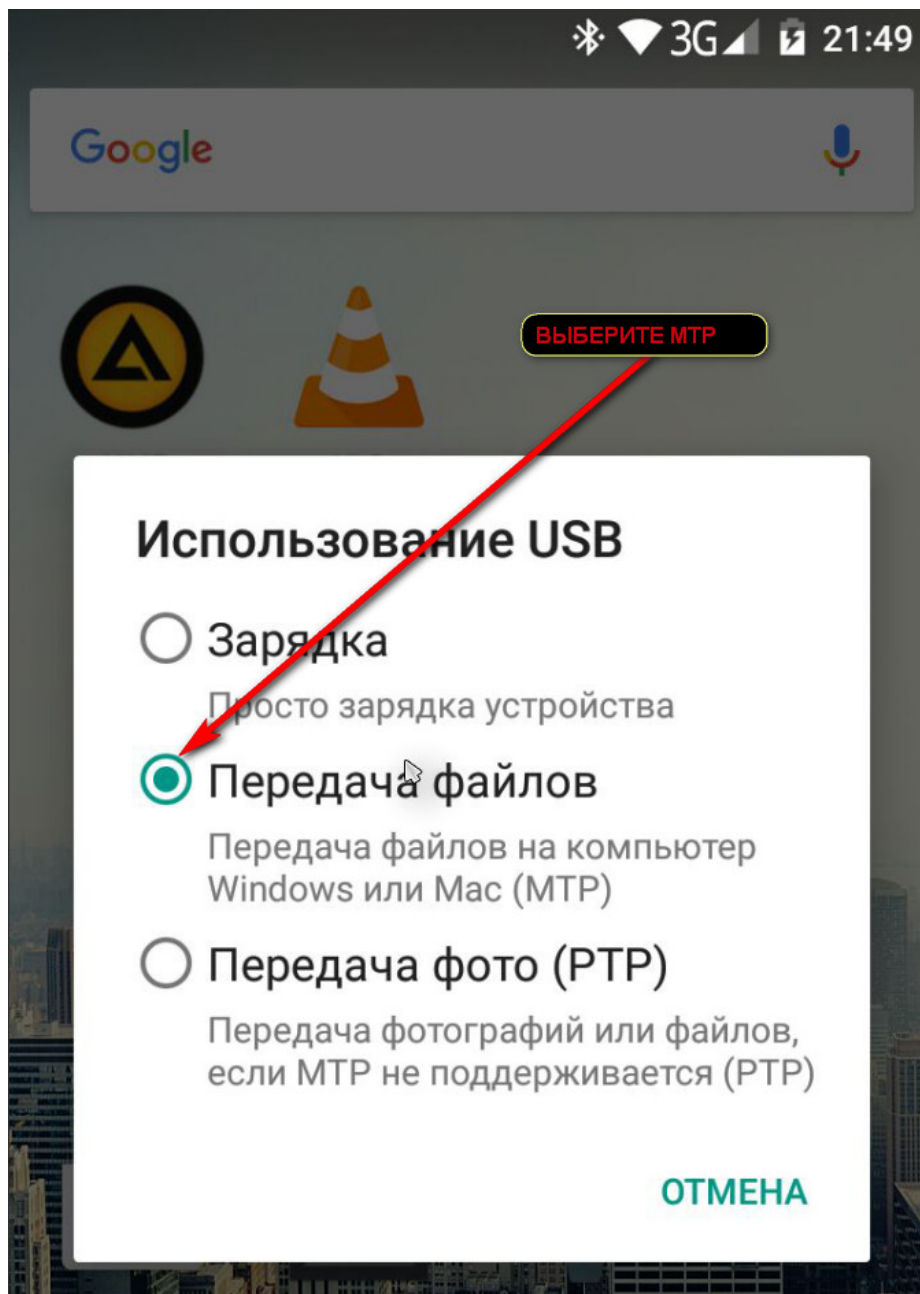 3G 21:49
Google
ВЫБЕРИТЕ MTP
Использование USB
Зарядка
Просто зарядка устройства
Передача файлов
Передача файлов на компьютер
Windows или Mac (MTP)
Передача фото (PTP)
Передача фотографий или файлов,
если MTP не поддерживается (PTP)
ОТМЕНА